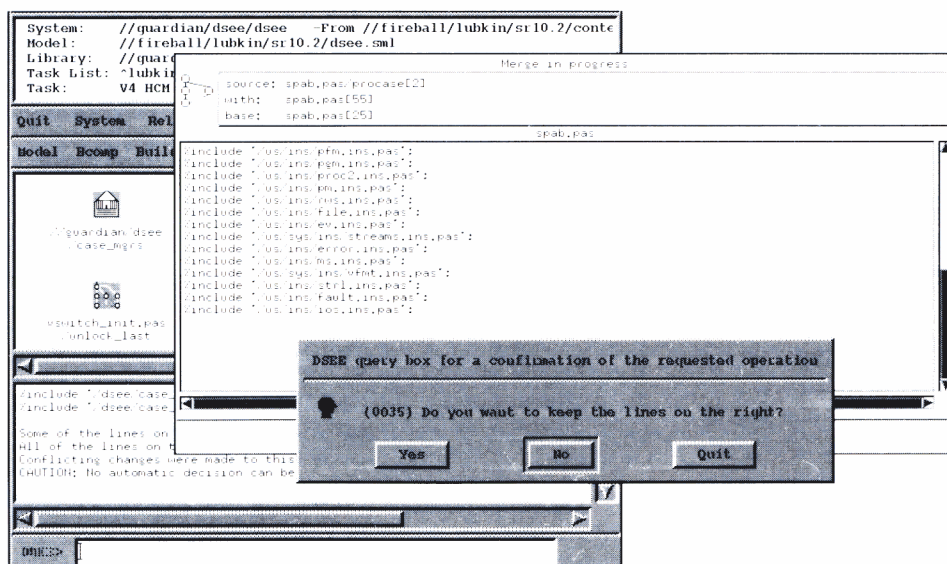 System: //guardian/dsee/dsee -From //fireball/lubkin/sr10.2/conte
Model: //fireball/lubkin/sr10.2/dsee.sml
Library: //guard
Task List: ^lubkin
Task: V4 HCM
Quit System Rel
Model Bcomp Build
//guardian/dsee
/case_mgrs
vswitch_init.pas
/unlock_last
%include './dsee/case_
%include './dsee/case_
Some of the lines on
All of the lines on t
Conflicting changes were made to this
CAUTION: No automatic decision can be
DSEE>
Merge in progress
source: spab.pas/procase[2]
with: spab.pas[55]
base: spab.pas[25]
spab.pas
%include '/us/ins/pfm.ins.pas';
%include '/us/ins/pgm.ins.pas';
%include '/us/ins/proc2.ins.pas';
%include '/us/ins/pm.ins.pas';
%include '/us/ins/rws.ins.pas';
%include '/us/ins/file.ins.pas';
%include '/us/ins/ev.ins.pas';
%include '/us/sys/ins/streams.ins.pas';
%include '/us/ins/error.ins.pas';
%include '/us/ins/ms.ins.pas';
%include '/us/sys/ins/vfmt.ins.pas';
%include '/us/ins/strl.ins.pas';
%include '/us/ins/fault.ins.pas';
%include '/us/ins/ios.ins.pas';
DSEE query box for a confirmation of the requested operation
(0035) Do you want to keep the lines on the right?
Yes No Quit